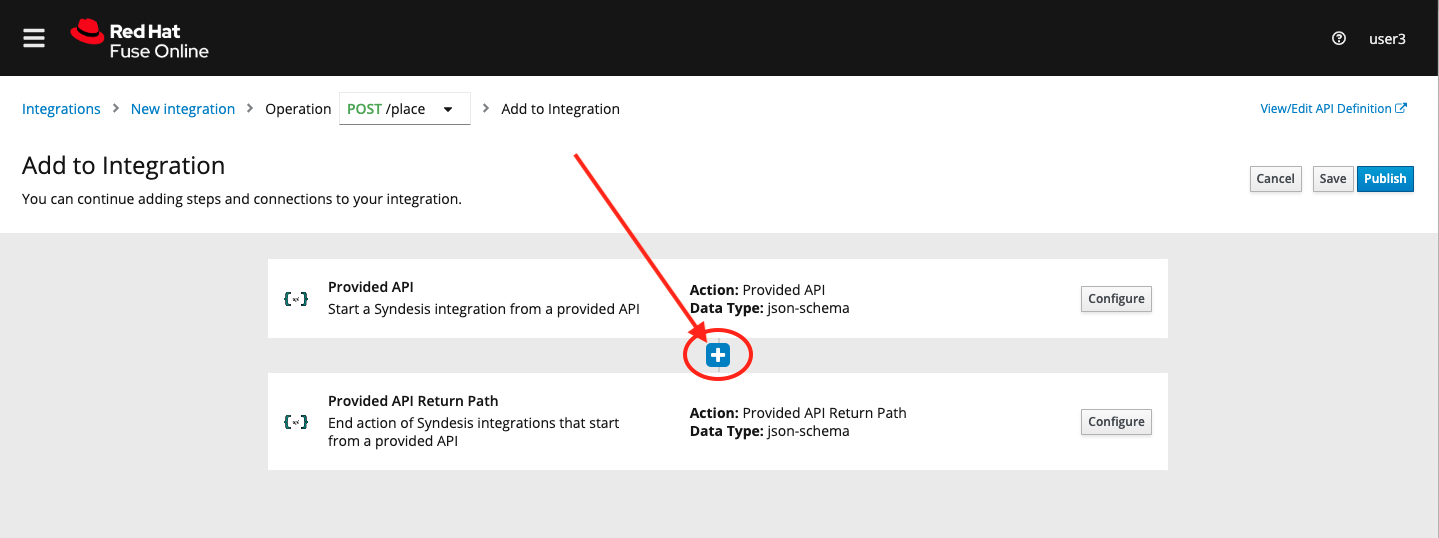 Red Hat
Fuse Online
user3
Integrations > New integration > Operation POST /place > Add to Integration
View/Edit API Definition
Add to Integration
You can continue adding steps and connections to your integration.
Cancel Save Publish
Provided API
Start a Syndesis integration from a provided API
Action: Provided API
Data Type: json-schema
Configure
Provided API Return Path
End action of Syndesis integrations that start
from a provided API
Action: Provided API Return Path
Data Type: json-schema
Configure